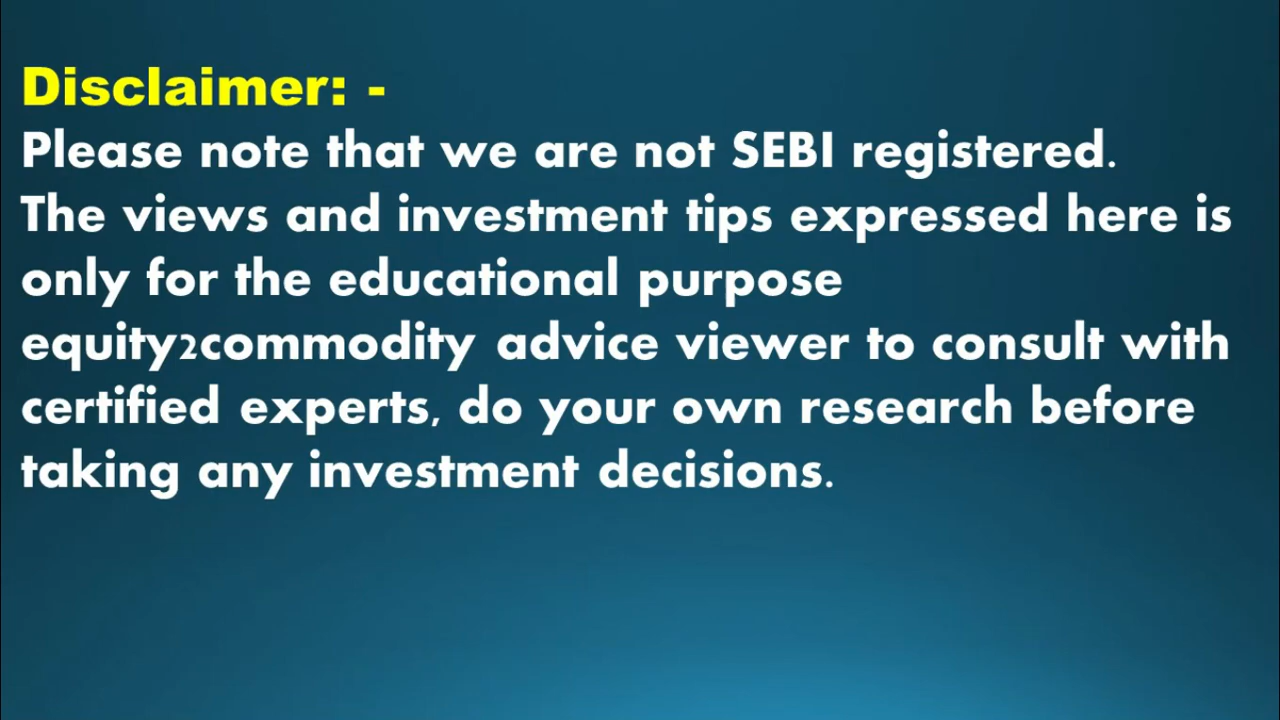 Disclaimer: -
Please note that we are not SEBI registered.
The views and investment tips expressed here is
only for the educational purpose
equity2commodity advice viewer to consult with
certified experts, do your own research before
taking any investment decisions.